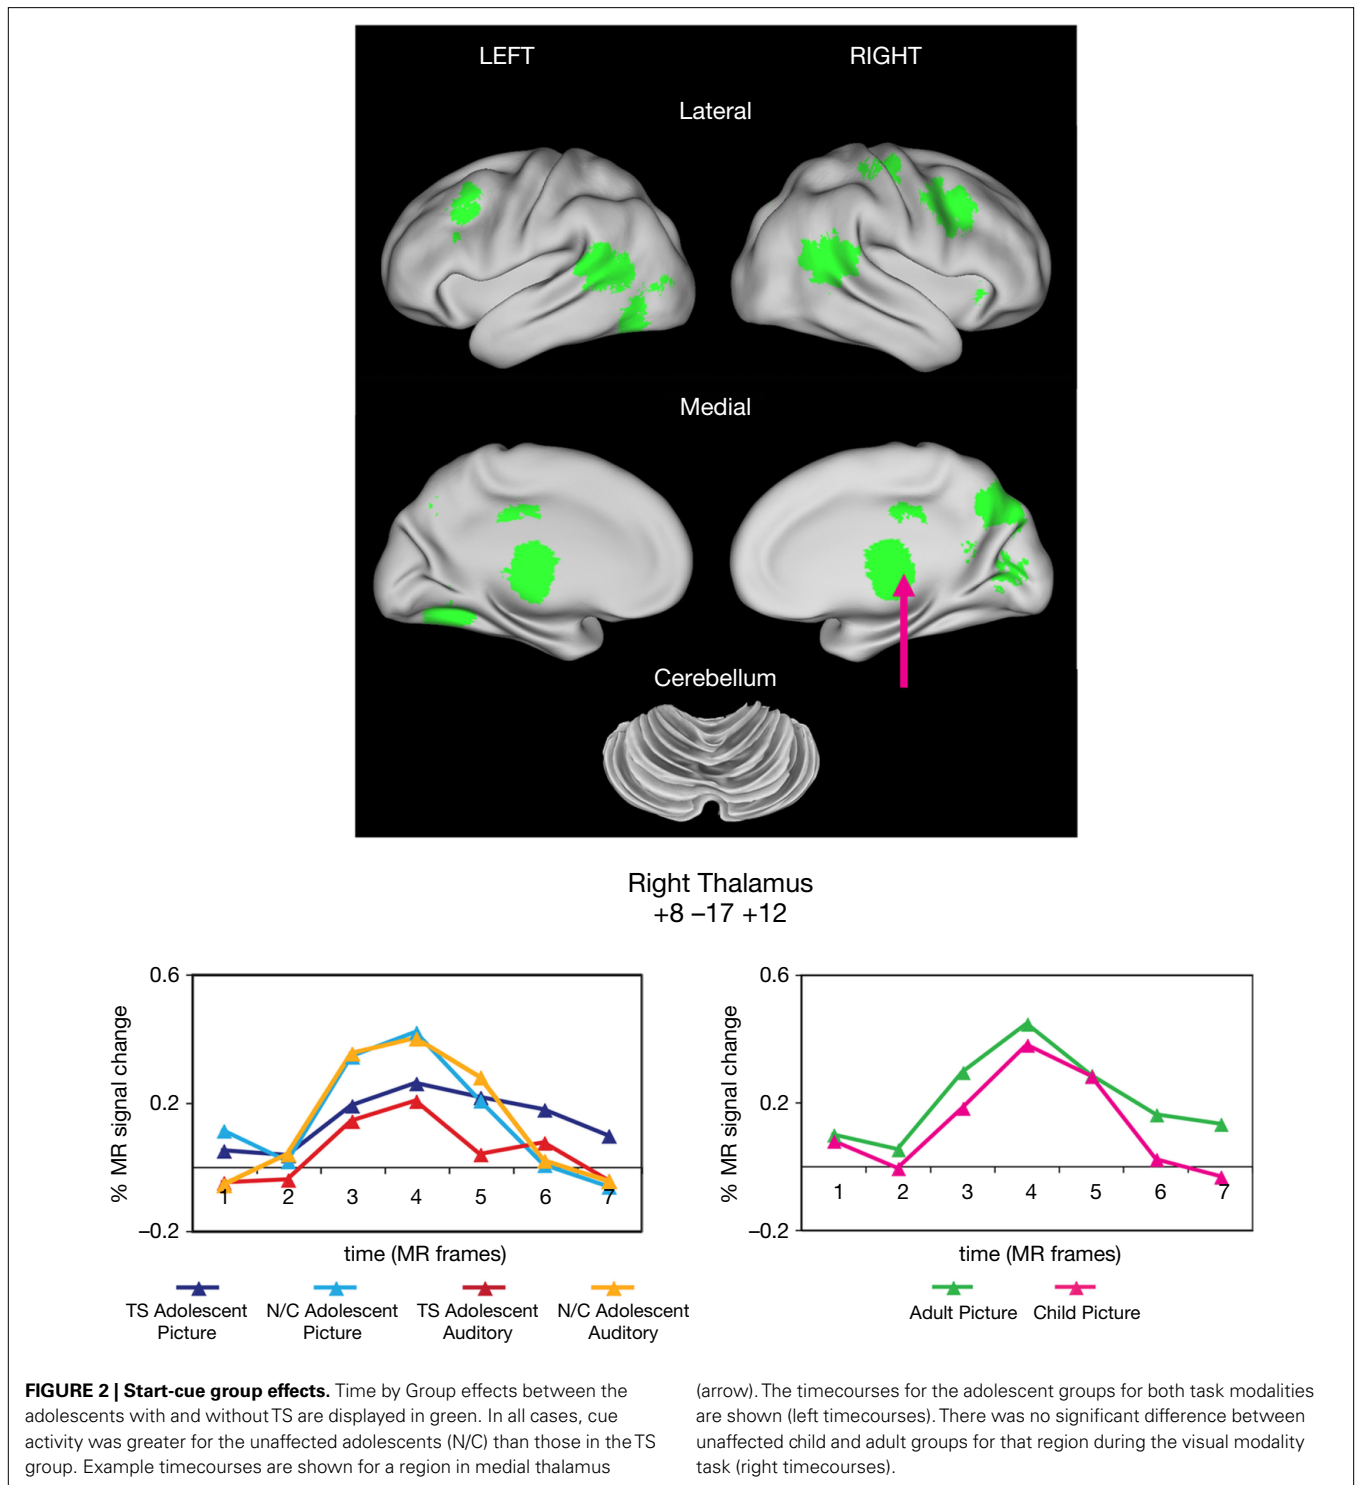 LEFT
RIGHT
Lateral
Medial
Cerebellum
Right Thalamus
+8 –17 +12
% MR signal change
0.6
0.2
–0.2
1 2 3 4 5 6 7
time (MR frames)
TS Adolescent
Picture
N/C Adolescent
Picture
TS Adolescent
Auditory
N/C Adolescent
Auditory
% MR signal change
0.6
0.2
–0.2
1 2 3 4 5 6 7
time (MR frames)
Adult Picture
Child Picture
FIGURE 2 | Start-cue group effects. Time by Group effects between the
adolescents with and without TS are displayed in green. In all cases, cue
activity was greater for the unaffected adolescents (N/C) than those in the TS
group. Example timecourses are shown for a region in medial thalamus
(arrow). The timecourses for the adolescent groups for both task modalities
are shown (left timecourses). There was no significant difference between
unaffected child and adult groups for that region during the visual modality
task (right timecourses).